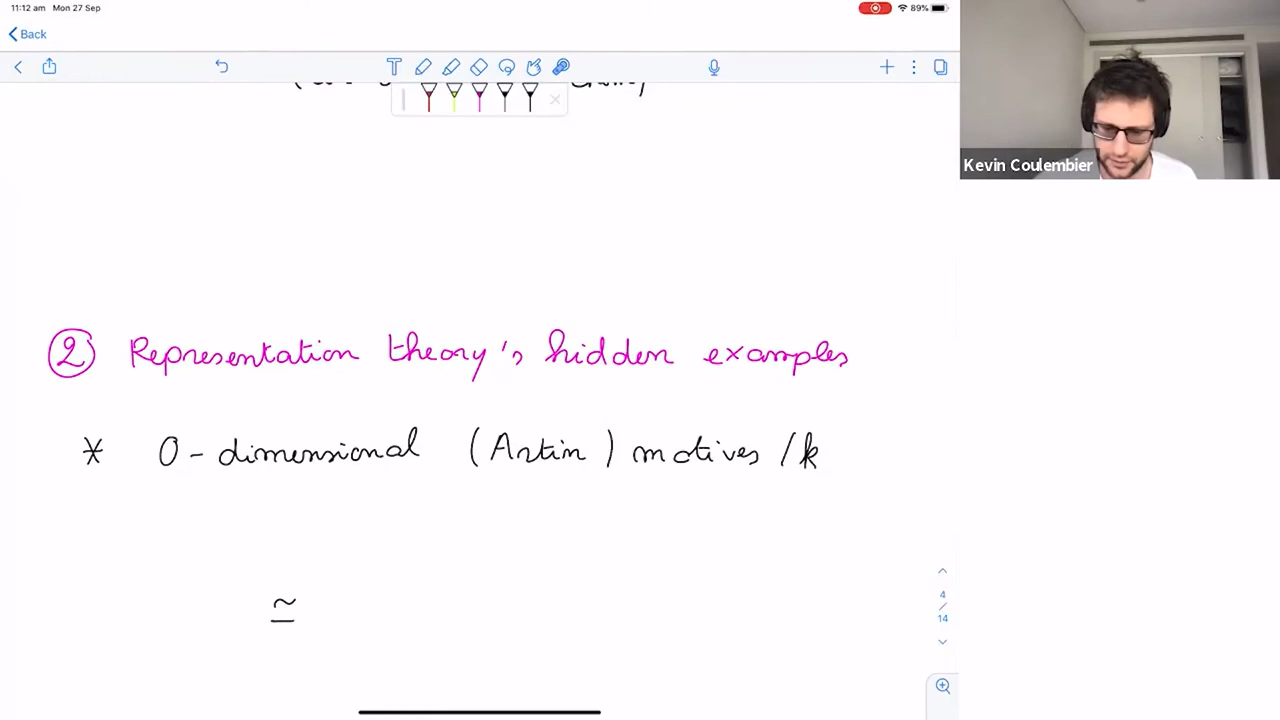 11:12 am Mon 27 Sep
89%
Back
Kevin Coulembier
② Representation theory's hidden examples
* 0-dimensional (Artin) motives /k
≃
4
/
14